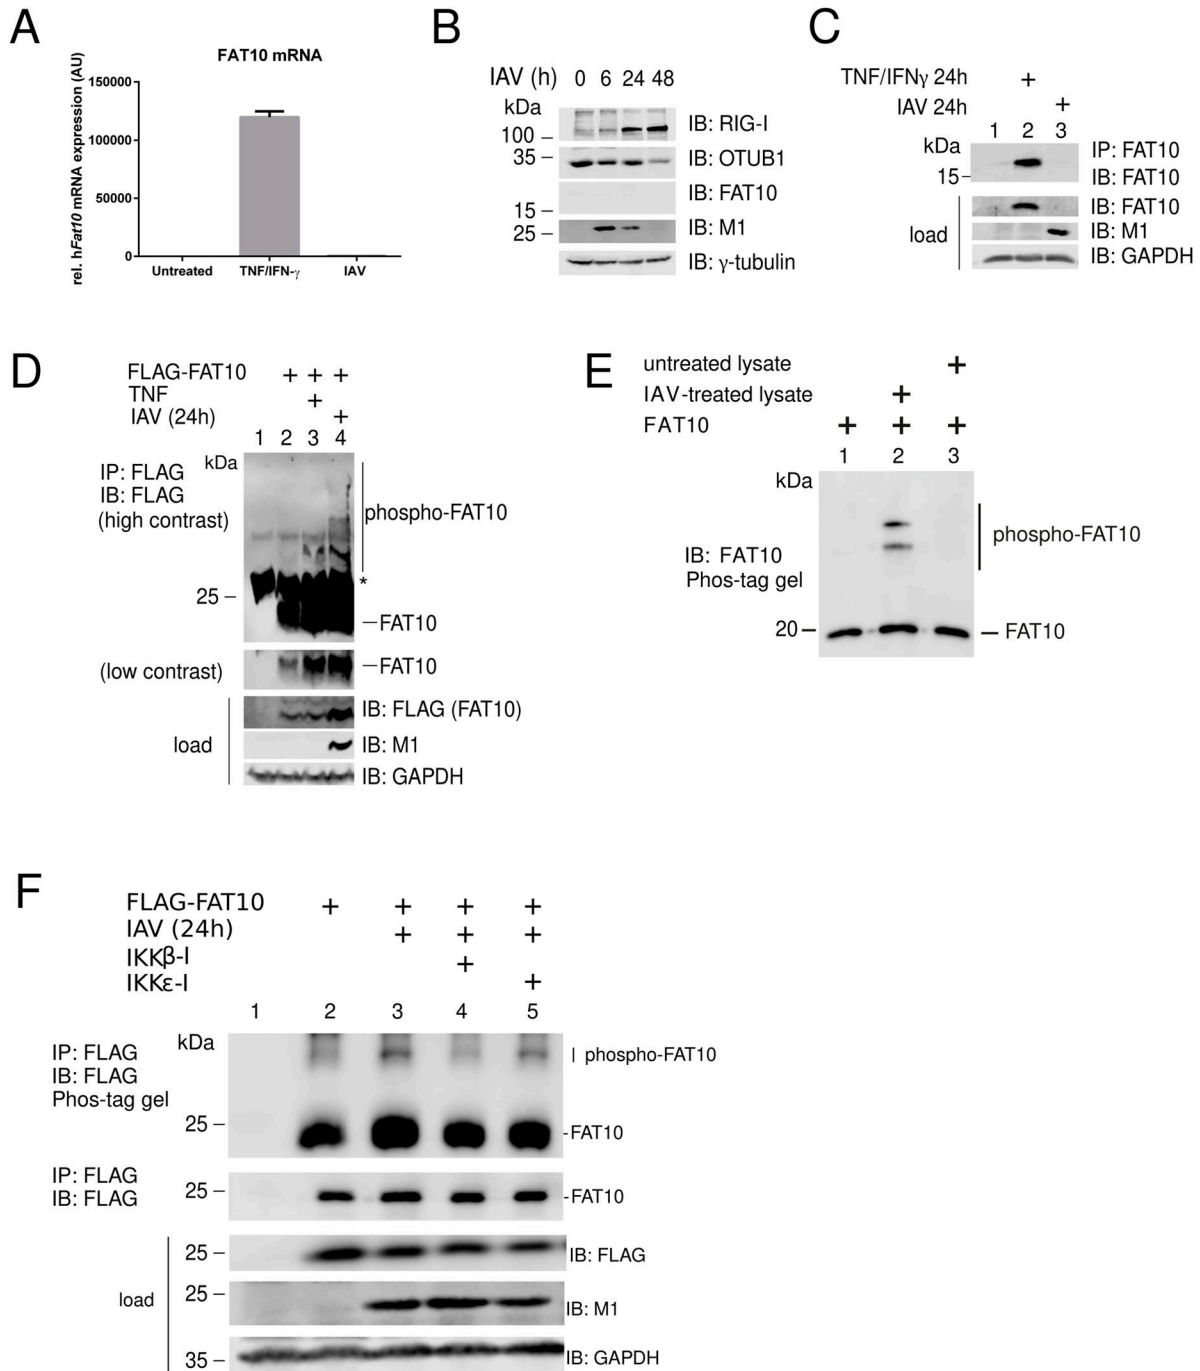 A
FAT10 mRNA
rel. hFat10 mRNA expression (AU)
150000
100000
50000
0
Untreated TNF/IFN-γ IAV
B
IAV (h) 0 6 24 48
kDa
100 – IB: RIG-I
35 – IB: OTUB1
IB: FAT10
15 –
25 – IB: M1
IB: γ-tubulin
C
TNF/IFNγ 24h +
IAV 24h +
1 2 3
kDa IP: FAT10
15– IB: FAT10
IB: FAT10
load IB: M1
IB: GAPDH
D
FLAG-FAT10 + + +
TNF +
IAV (24h) +
1 2 3 4
kDa
IP: FLAG
IB: FLAG
(high contrast) phospho-FAT10
*
25 –
–FAT10
(low contrast) –FAT10
IB: FLAG (FAT10)
load IB: M1
IB: GAPDH
E
untreated lysate +
IAV-treated lysate +
FAT10 + + +
1 2 3
kDa
phospho-FAT10
IB: FAT10
Phos-tag gel
20 – – FAT10
F
FLAG-FAT10 + + + +
IAV (24h) + + +
IKKβ-I +
IKKε-I +
1 2 3 4 5
kDa
IP: FLAG phospho-FAT10
IB: FLAG
Phos-tag gel
25 – -FAT10
IP: FLAG
IB: FLAG 25 – -FAT10
25 – IB: FLAG
load 25 – IB: M1
35 – IB: GAPDH